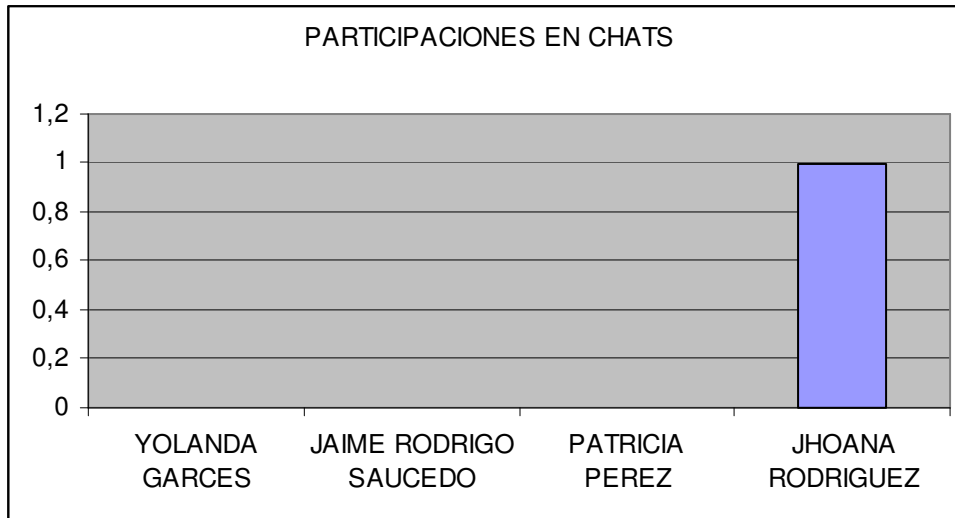 PARTICIPACIONES EN CHATS
1,2
1
0,8
0,6
0,4
0,2
0
YOLANDA GARCES
JAIME RODRIGO SAUCEDO
PATRICIA PEREZ
JHOANA RODRIGUEZ